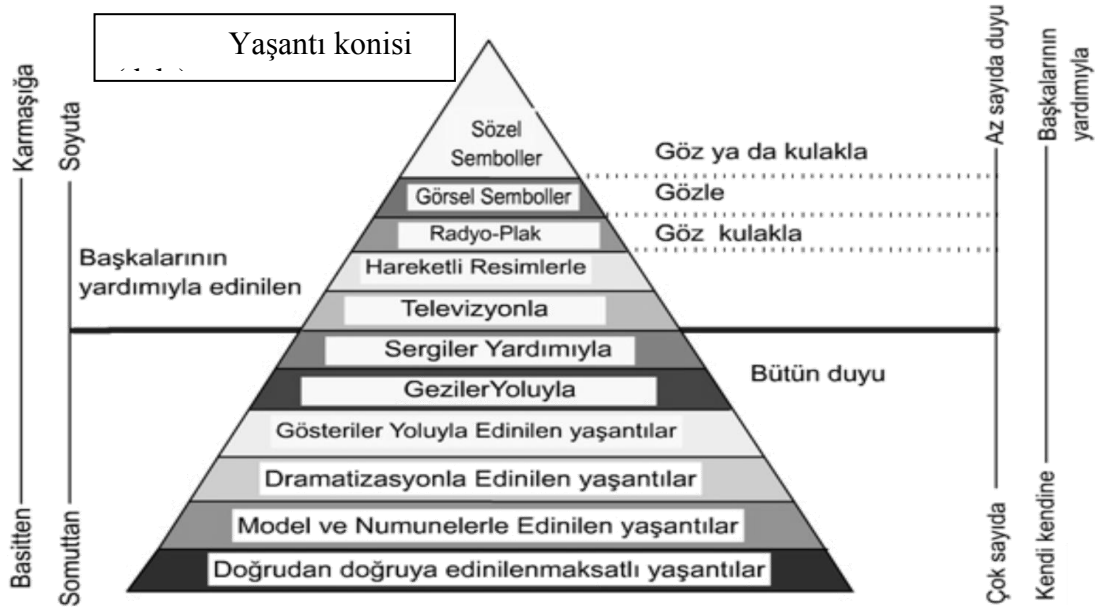 Yaşantı konisi
Karmaşığa
Soyuta
Basitten
Somuttan
Başkalarının
yardımıyla edinilen
Sözel
Semboller
Görsel Semboller
Radyo-Plak
Hareketli Resimlerle
Televizyonla
Sergiler Yardımıyla
GezilerYoluyla
Gösteriler Yoluyla Edinilen yaşantılar
Dramatizasyonla Edinilen yaşantılar
Model ve Numunelerle Edinilen yaşantılar
Doğrudan doğruya edinilenmaksatlı yaşantılar
Göz ya da kulakla
Gözle
Göz kulakla
Bütün duyu
Az sayıda duyu
Çok sayıda
Başkalarının
yardımıyla
Kendi kendine